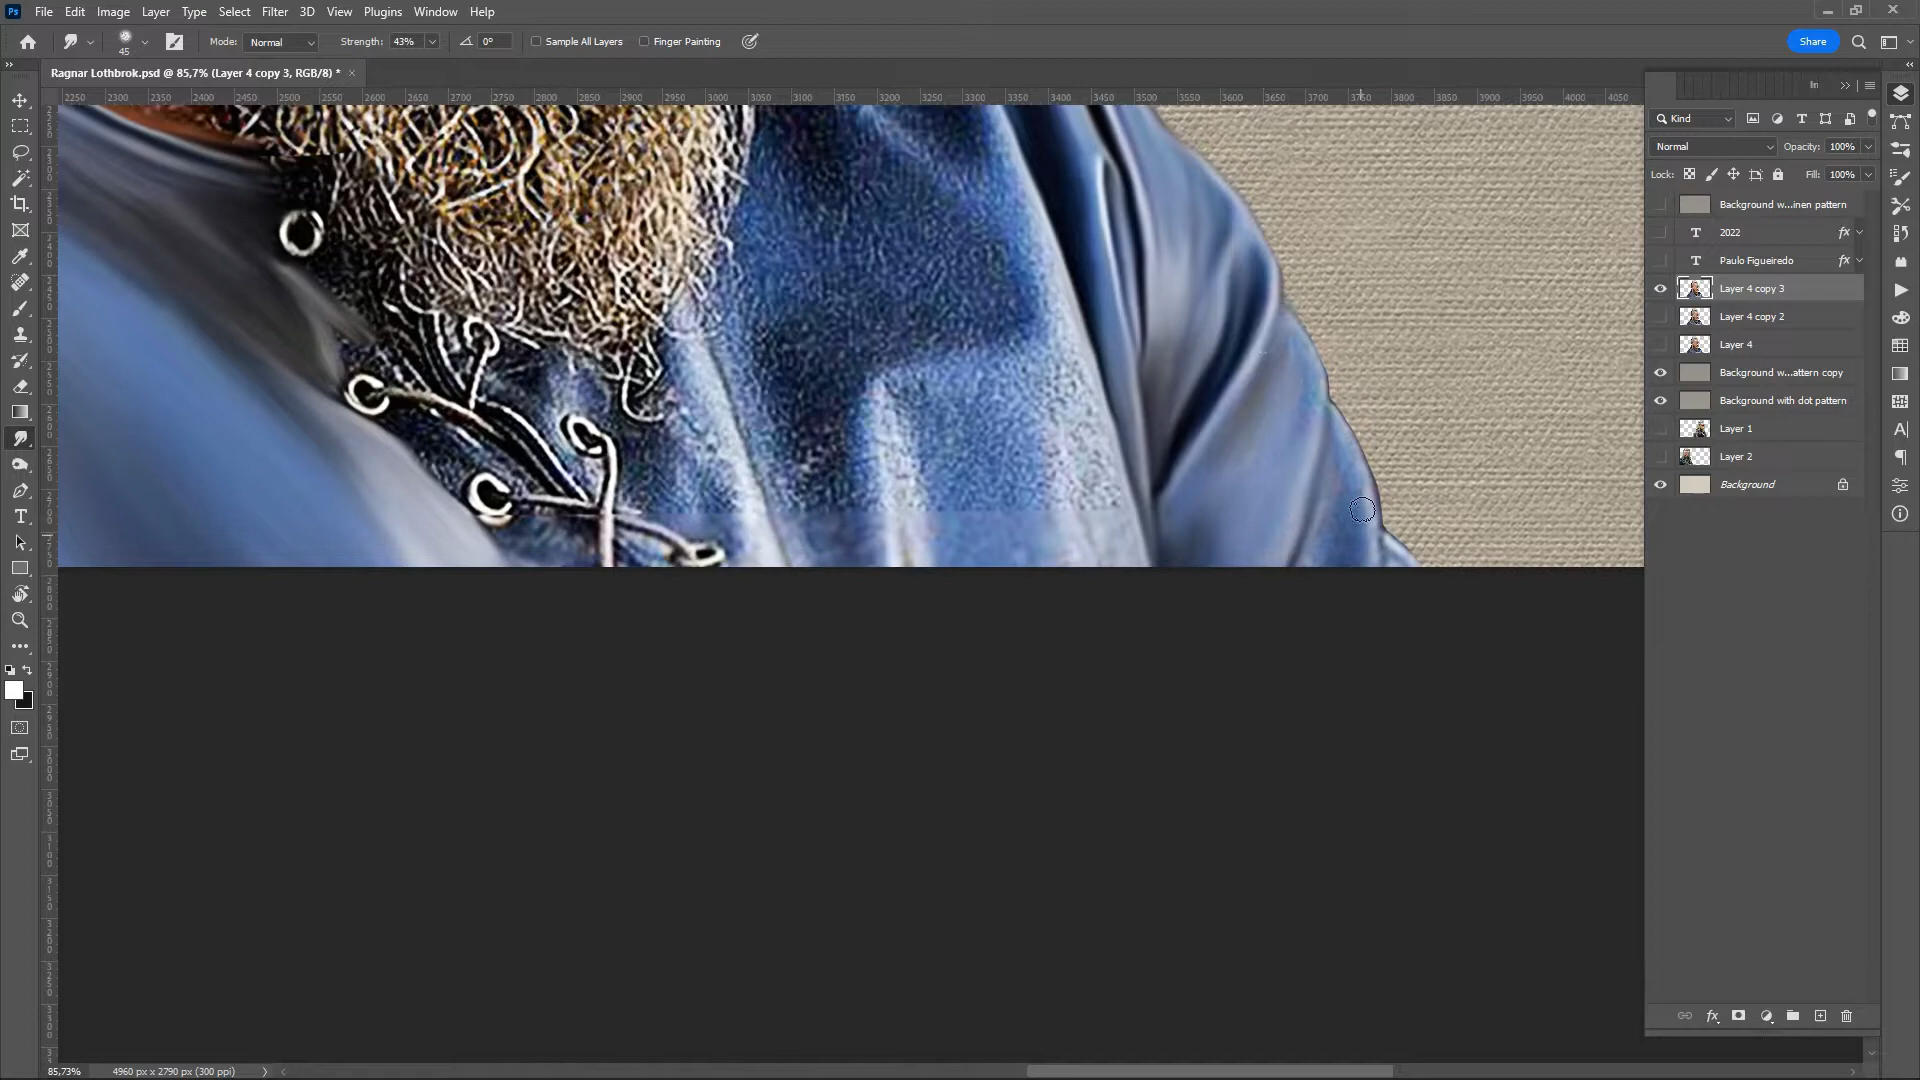 Ps File Edit Image Layer Type Select Filter 3D View Plugins Window Help
45 Mode: Normal Strength: 43% 0° Sample All Layers Finger Painting Share
Ragnar Lothbrok.psd @ 85,7% (Layer 4 copy 3, RGB/8) * ×
2250 2300 2350 2400 2450 2500 2550 2600 2650 2700 2750 2800 2850 2900 2950 3000 3050 3100 3150 3200 3250 3300 3350 3400 3450 3500 3550 3600 3650 3700 3750 3800 3850 3900 3950 4000 4050
Kind
Normal Opacity: 100%
Lock: Fill: 100%
Background w...inen pattern
T 2022 fx
T Paulo Figueiredo fx
Layer 4 copy 3
Layer 4 copy 2
Layer 4
Background w...attern copy
Background with dot pattern
Layer 1
Layer 2
Background
fx
85,73% 4960 px x 2790 px (300 ppi)